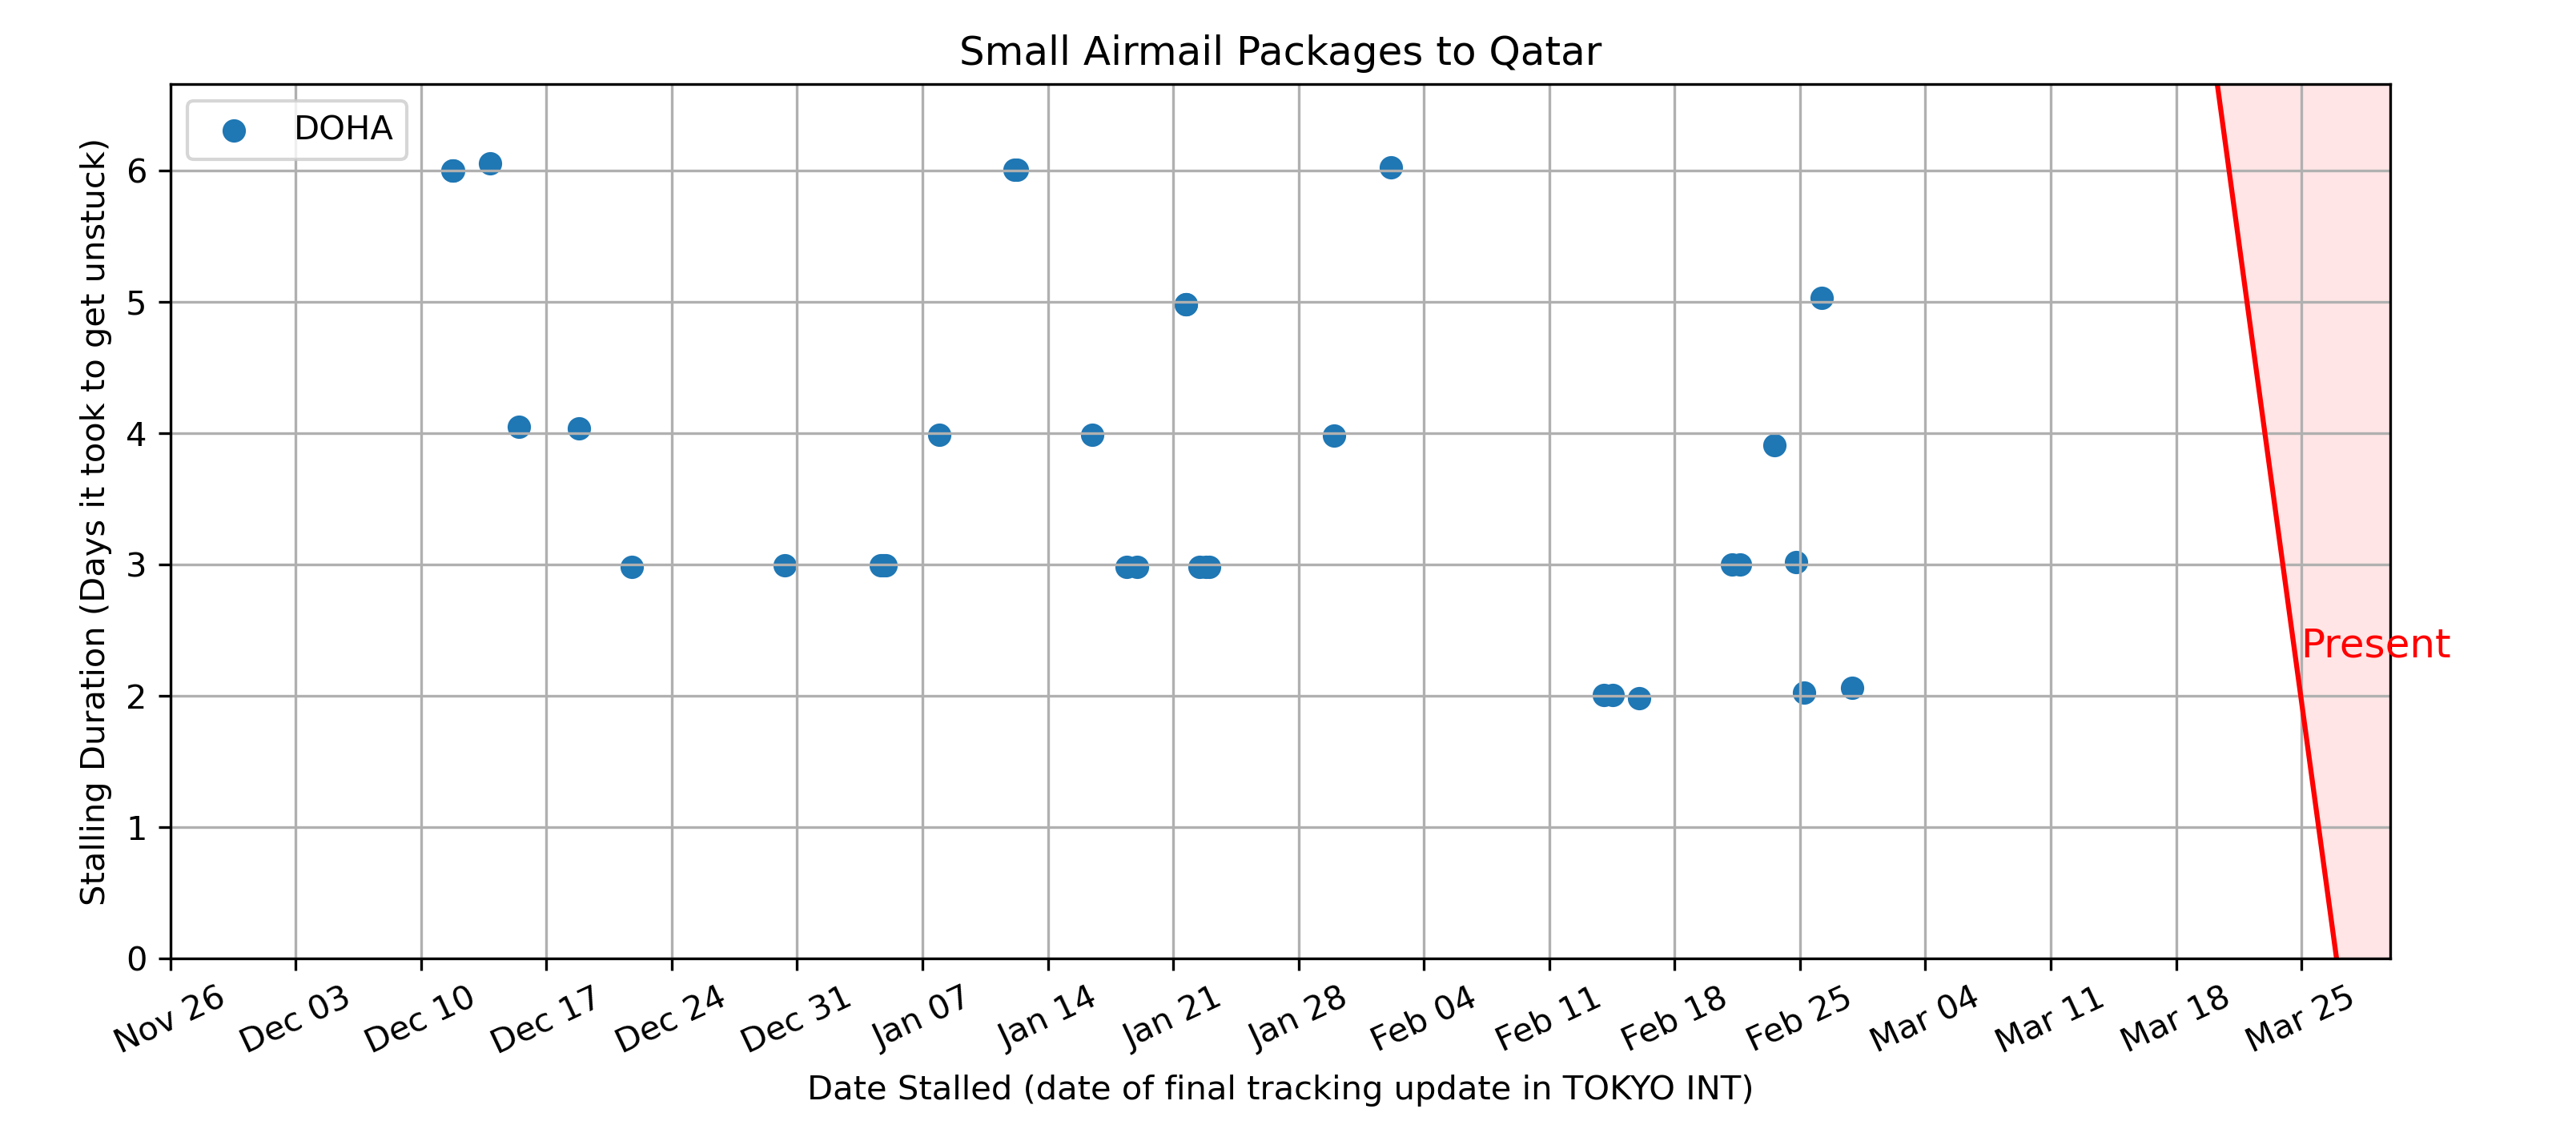 Small Airmail Packages to Qatar
DOHA
Stalling Duration (Days it took to get unstuck)
6
5
4
3
2
1
0
Present
Nov 26
Dec 03
Dec 10
Dec 17
Dec 24
Dec 31
Jan 07
Jan 14
Jan 21
Jan 28
Feb 04
Feb 11
Feb 18
Feb 25
Mar 04
Mar 11
Mar 18
Mar 25
Date Stalled (date of final tracking update in TOKYO INT)